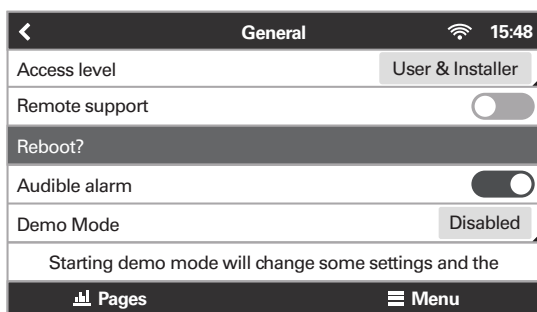 General 15:48
Access level User & Installer
Remote support
Reboot?
Audible alarm
Demo Mode Disabled
Starting demo mode will change some settings and the
Pages Menu